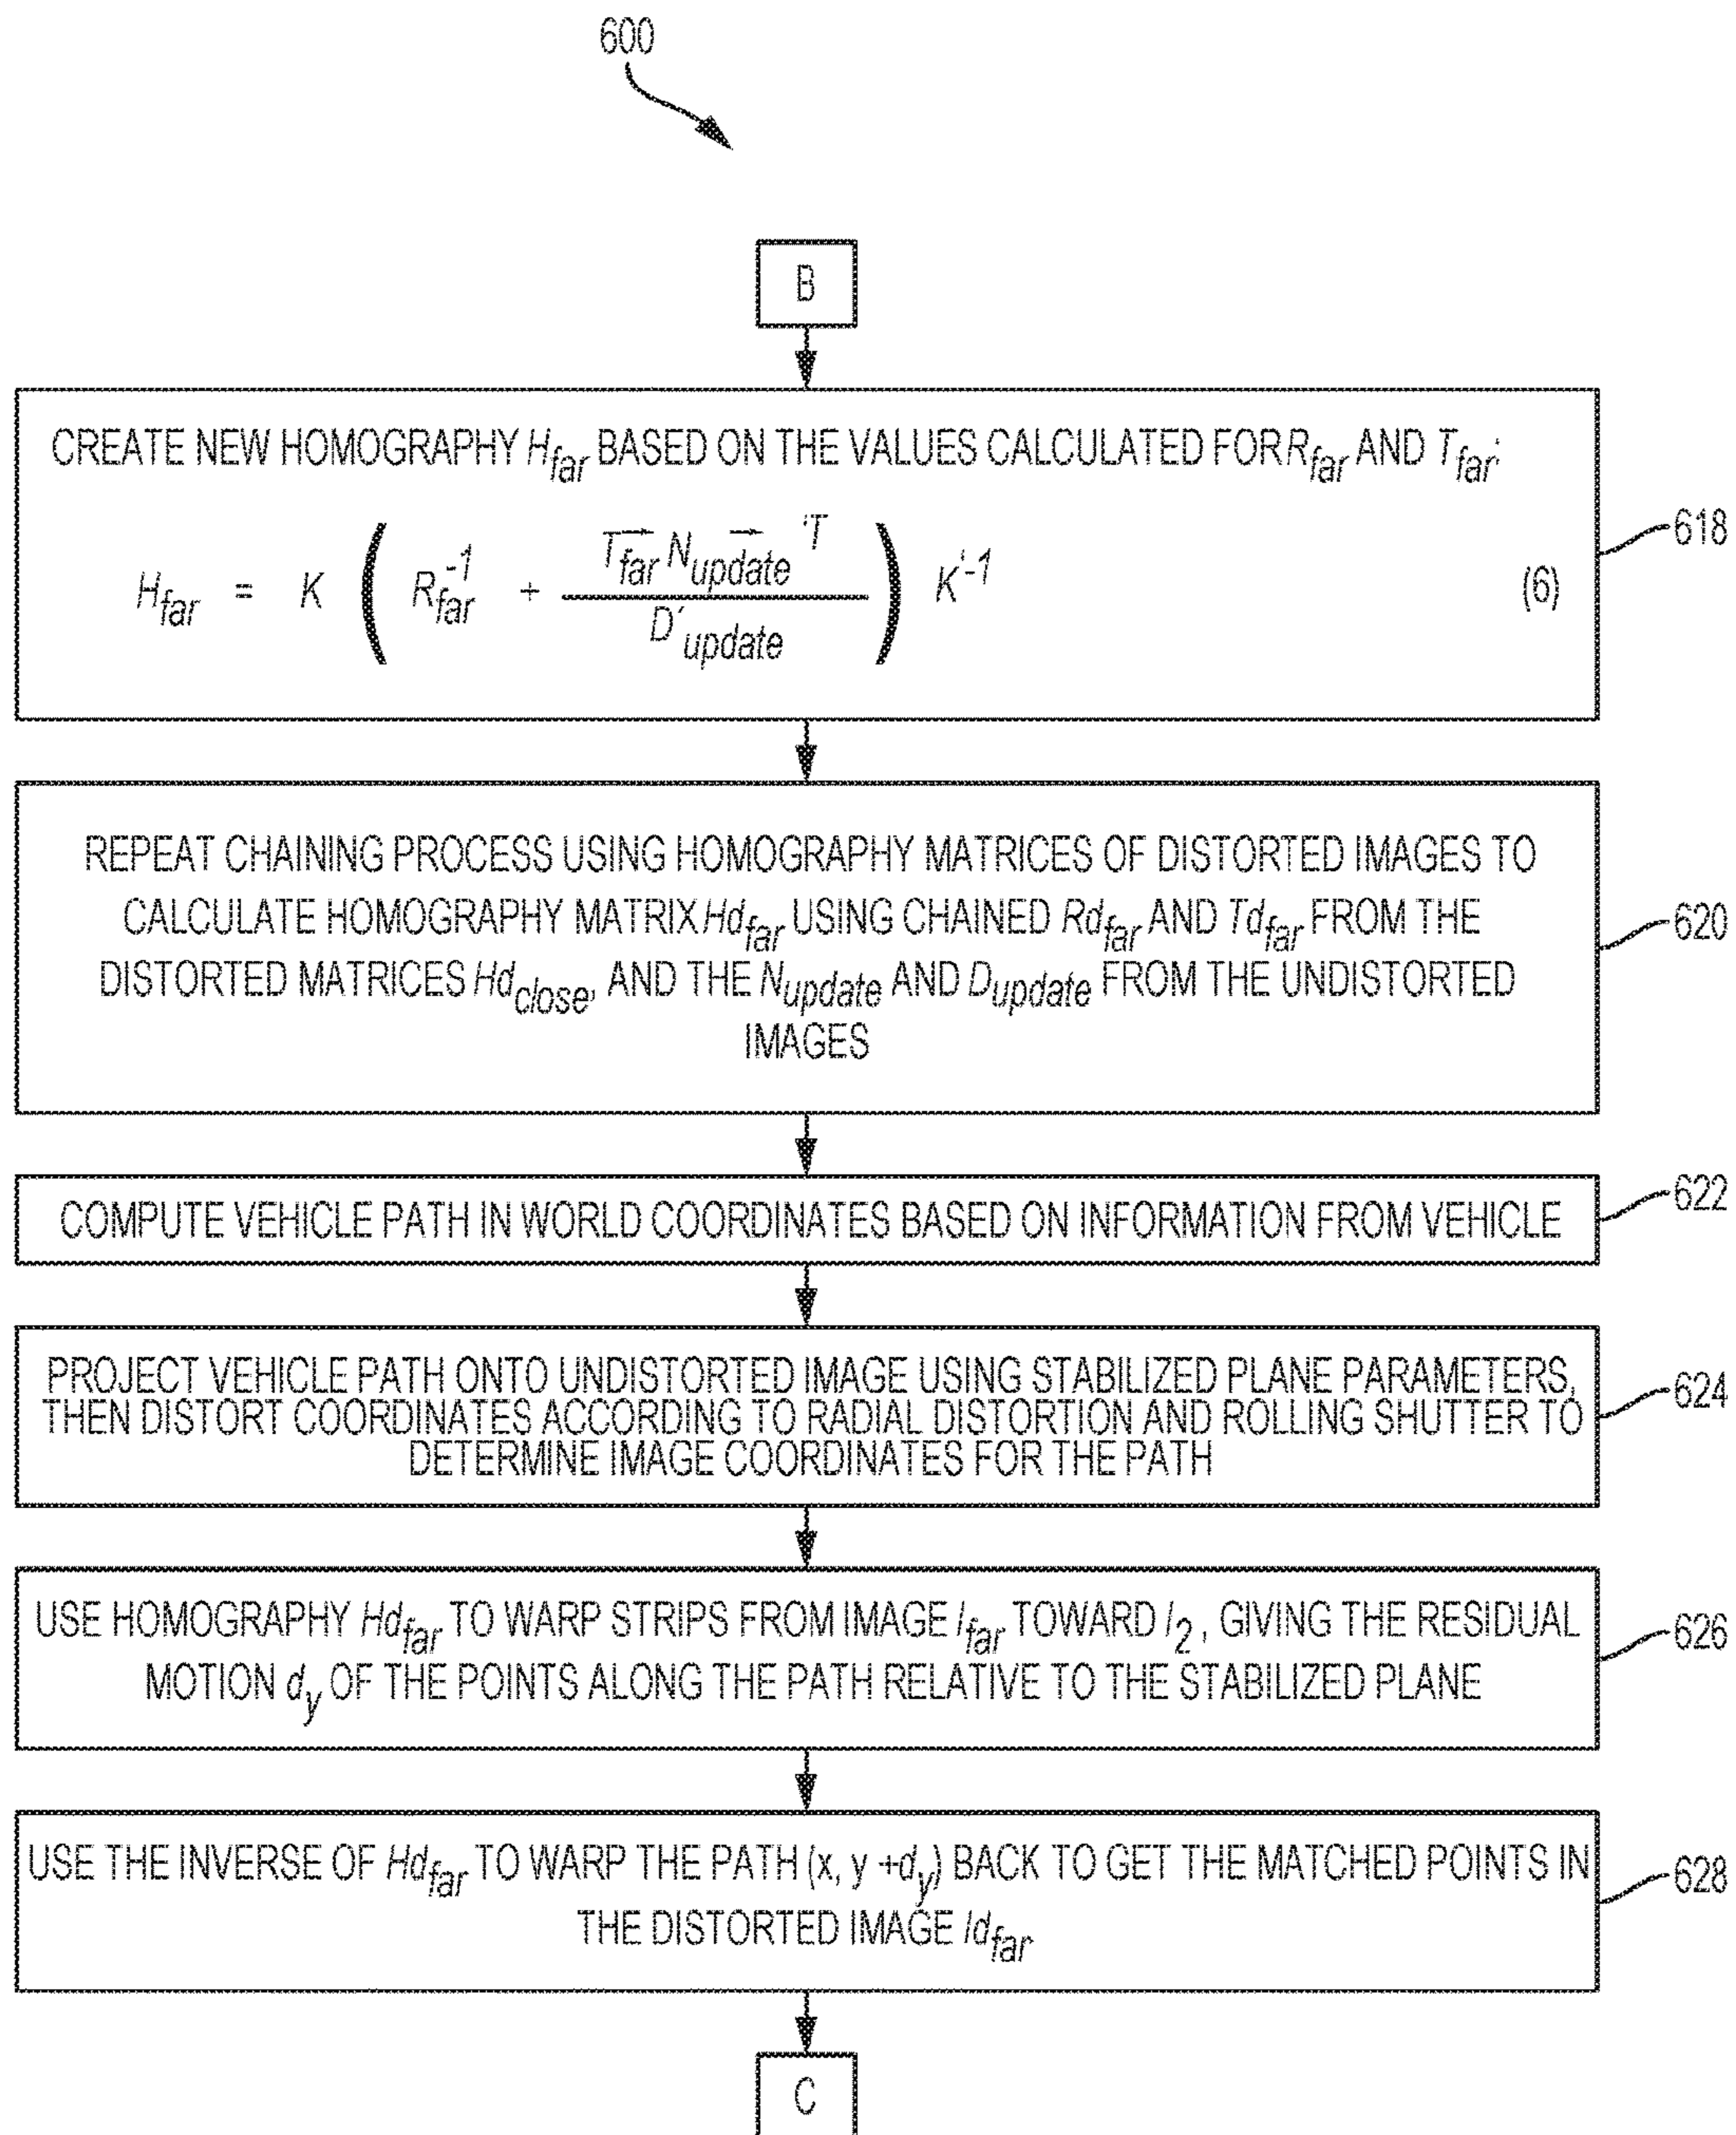 600
B
CREATE NEW HOMOGRAPHY Hfar BASED ON THE VALUES CALCULATED FOR Rfar AND Tfar:
Hfar = K ( Rfar^-1 + Tfar Nupdate 'T / D'update ) K'-1 (6)
618
REPEAT CHAINING PROCESS USING HOMOGRAPHY MATRICES OF DISTORTED IMAGES TO
CALCULATE HOMOGRAPHY MATRIX Hdfar USING CHAINED Rdfar AND Tdfar FROM THE
DISTORTED MATRICES Hdclose, AND THE Nupdate AND Dupdate FROM THE UNDISTORTED
IMAGES
620
COMPUTE VEHICLE PATH IN WORLD COORDINATES BASED ON INFORMATION FROM VEHICLE
622
PROJECT VEHICLE PATH ONTO UNDISTORTED IMAGE USING STABILIZED PLANE PARAMETERS,
THEN DISTORT COORDINATES ACCORDING TO RADIAL DISTORTION AND ROLLING SHUTTER TO
DETERMINE IMAGE COORDINATES FOR THE PATH
624
USE HOMOGRAPHY Hdfar TO WARP STRIPS FROM IMAGE Ifar TOWARD I2 , GIVING THE RESIDUAL
MOTION dy OF THE POINTS ALONG THE PATH RELATIVE TO THE STABILIZED PLANE
626
USE THE INVERSE OF Hdfar TO WARP THE PATH (x, y +dy) BACK TO GET THE MATCHED POINTS IN
THE DISTORTED IMAGE Idfar
628
C